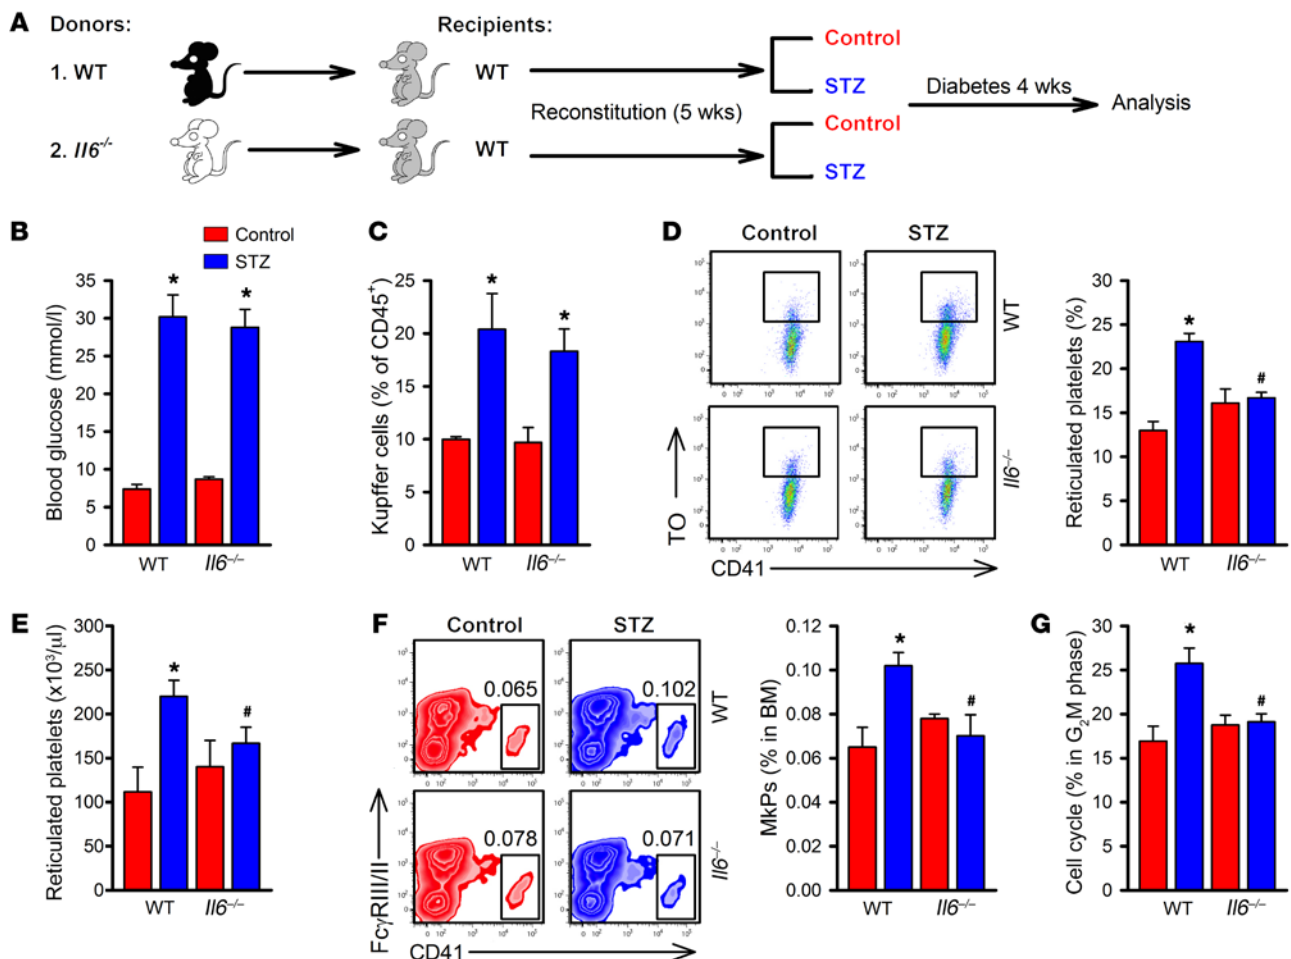 A
Donors:
Recipients:
1. WT
WT
Control
STZ
Reconstitution (5 wks)
Diabetes 4 wks
Analysis
2. Il6-/-
WT
Control
STZ
B
Control
STZ
Blood glucose (mmol/l)
35
30
25
20
15
10
5
0
* *
WT Il6–/–
C
Kupffer cells (% of CD45+)
25
20
15
10
5
0
* *
WT Il6–/–
D
Control STZ
WT
Il6–/–
TO
CD41
Reticulated platelets (%)
30
25
20
15
10
5
0
* #
WT Il6–/–
E
Reticulated platelets (x10³/µl)
300
250
200
150
100
50
0
* #
WT Il6–/–
F
Control STZ
0.065 0.102
WT
0.078 0.071
Il6–/–
FcγRIII/II
CD41
MkPs (% in BM)
0.12
0.10
0.08
0.06
0.04
0.02
0.00
* #
WT Il6–/–
G
Cell cycle (% in G₂M phase)
30
25
20
15
10
5
0
* #
WT Il6–/–